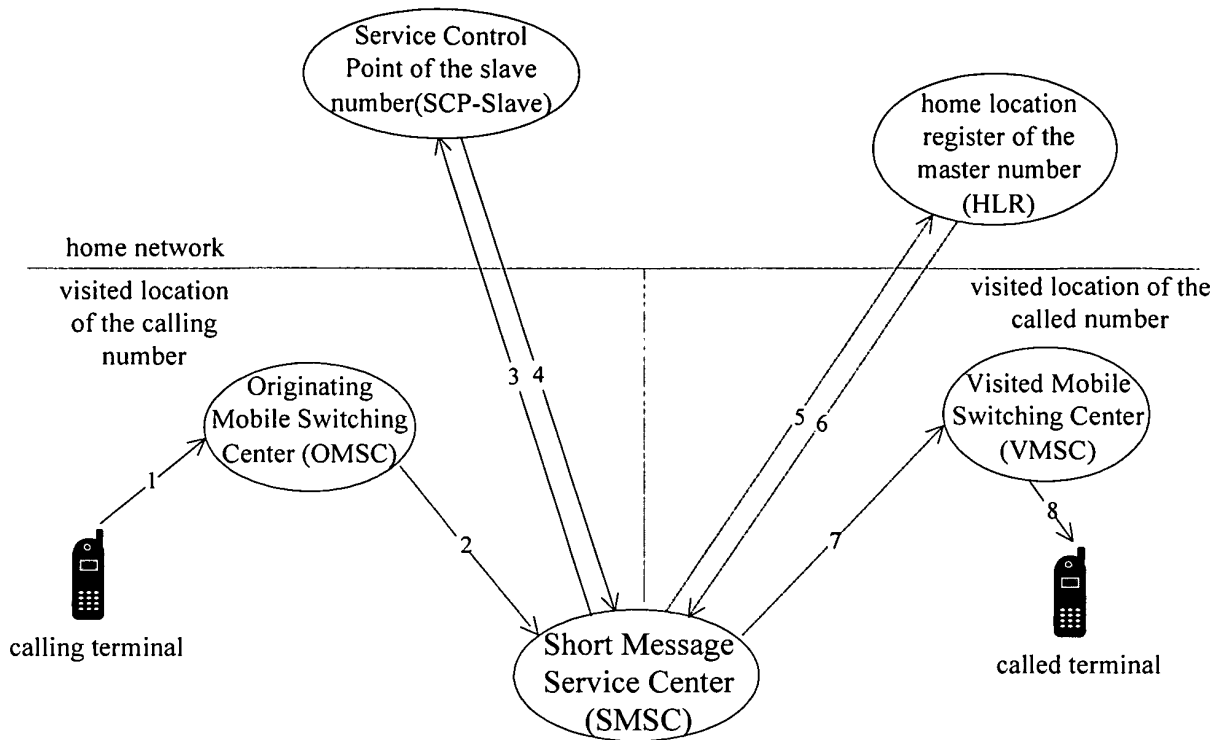 Service Control
Point of the slave
number(SCP-Slave)
home location
register of the
master number
(HLR)
home network
visited location
of the calling
number
visited location of the
called number
Originating
Mobile Switching
Center (OMSC)
Visited Mobile
Switching Center
(VMSC)
3
4
5
6
1
2
7
8
calling terminal
called terminal
Short Message
Service Center
(SMSC)